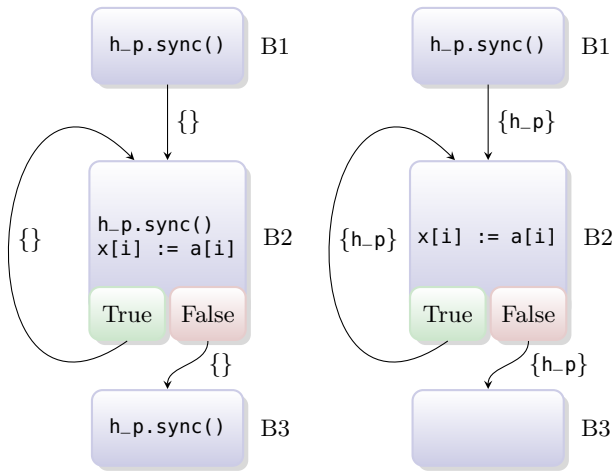 h_p.sync() B1
{}
{}
h_p.sync()
x[i] := a[i]
B2
True False
{}
h_p.sync() B3
h_p.sync() B1
{h_p}
{h_p}
x[i] := a[i] B2
True False
{h_p}
B3